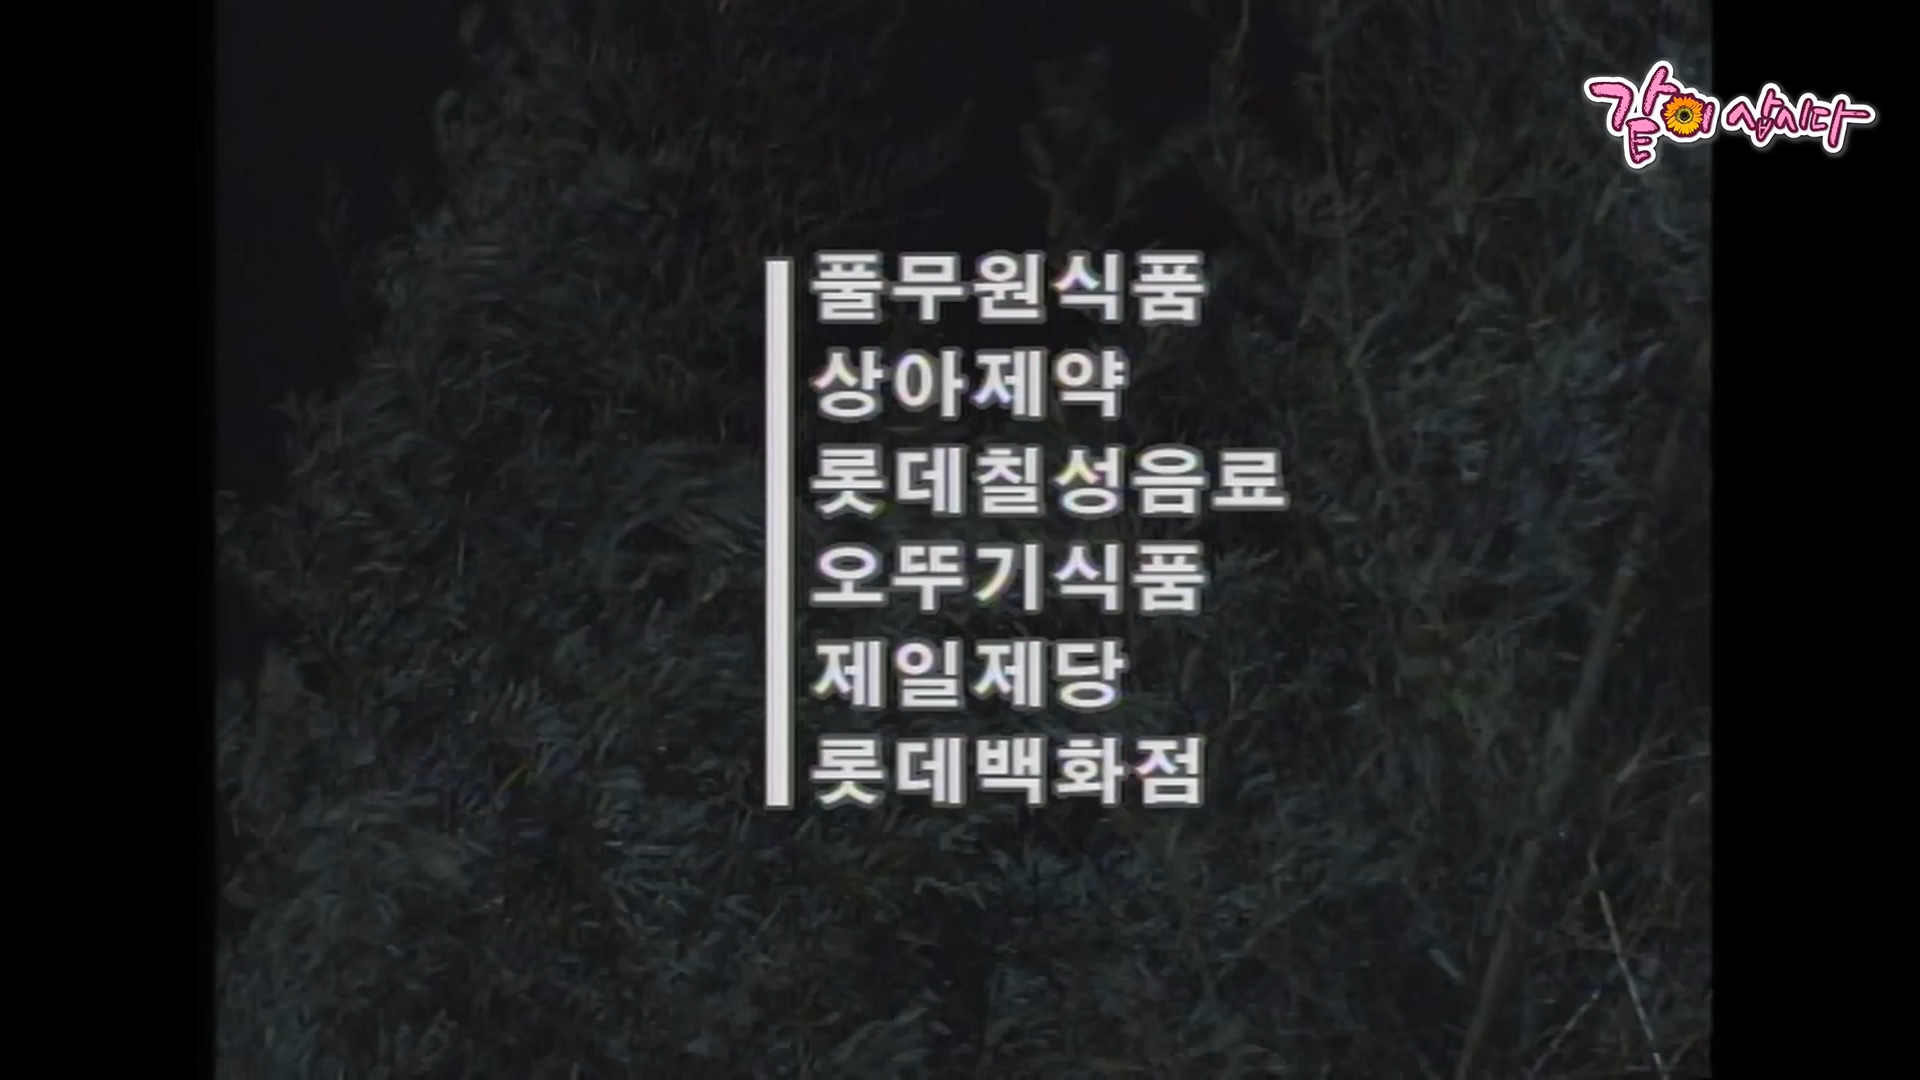 같이 삽시다
풀무원식품
상아제약
롯데칠성음료
오뚜기식품
제일제당
롯데백화점